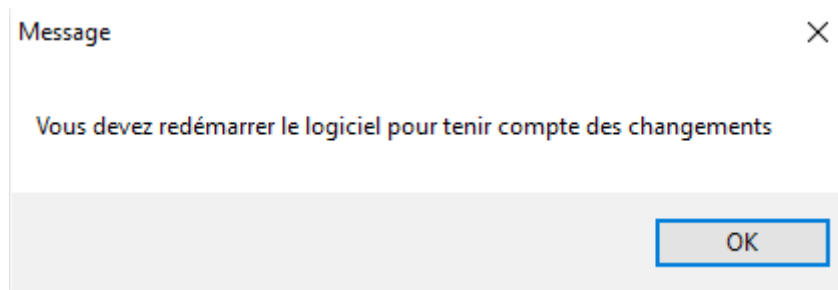 Message
Vous devez redémarrer le logiciel pour tenir compte des changements
OK